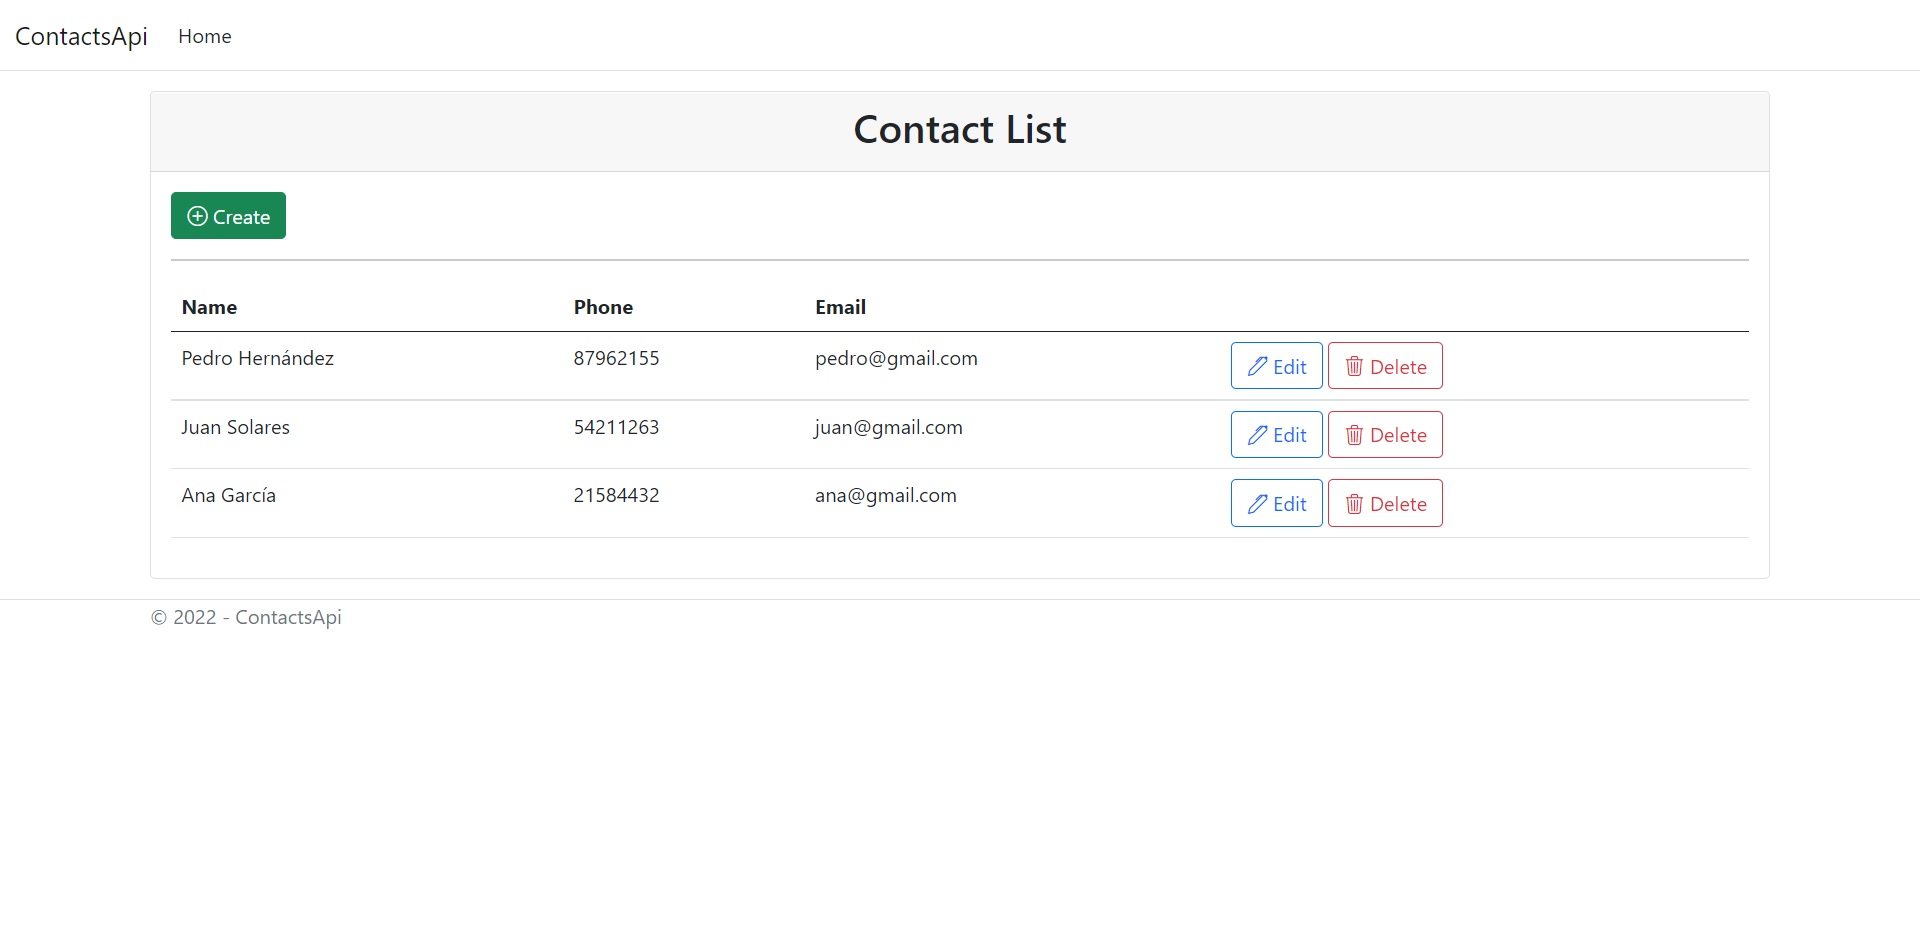 ContactsApi Home
Contact List
Create
Name Phone Email
Pedro Hernández 87962155 pedro@gmail.com Edit Delete
Juan Solares 54211263 juan@gmail.com Edit Delete
Ana García 21584432 ana@gmail.com Edit Delete
© 2022 - ContactsApi